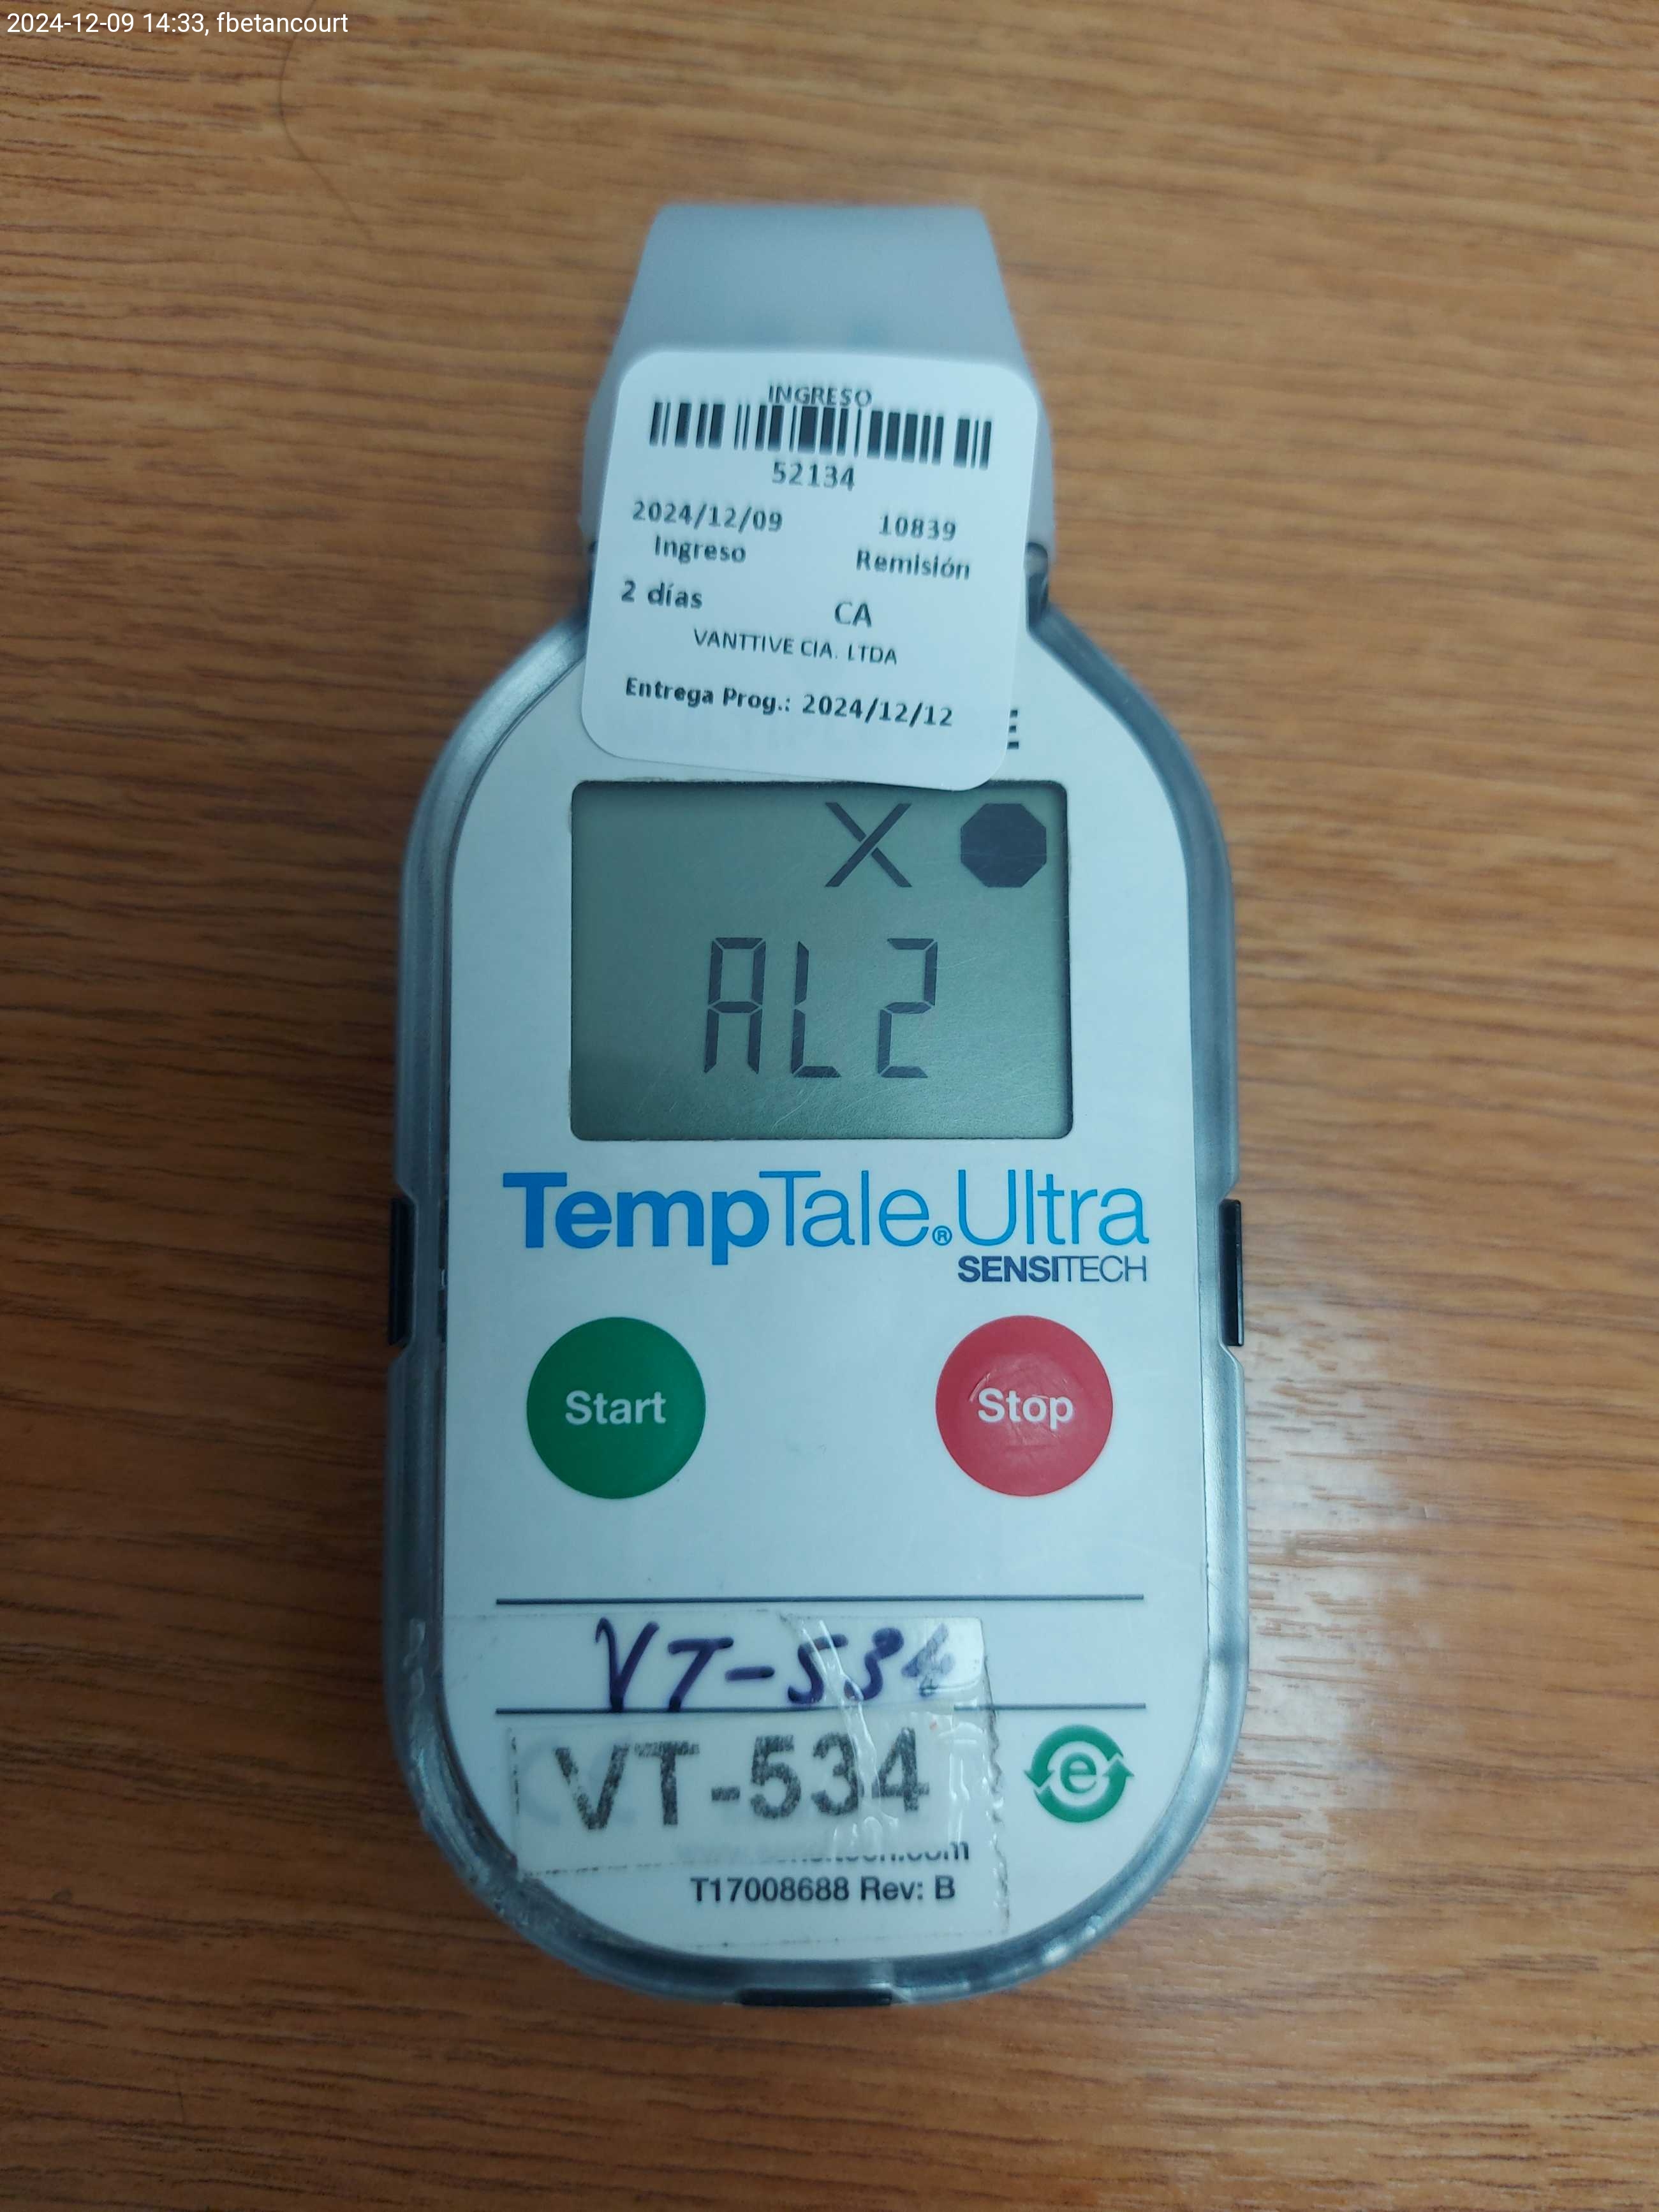 2024-12-09 14:33, fbetancourt
INGRESO
52134
2024/12/09 10839
Ingreso Remisión
2 días CA
VANTTIVE CIA. LTDA
Entrega Prog.: 2024/12/12
X
AL2
TempTale®Ultra
SENSITECH
Start Stop
VT-534
VT-534
e
T17008688 Rev: B